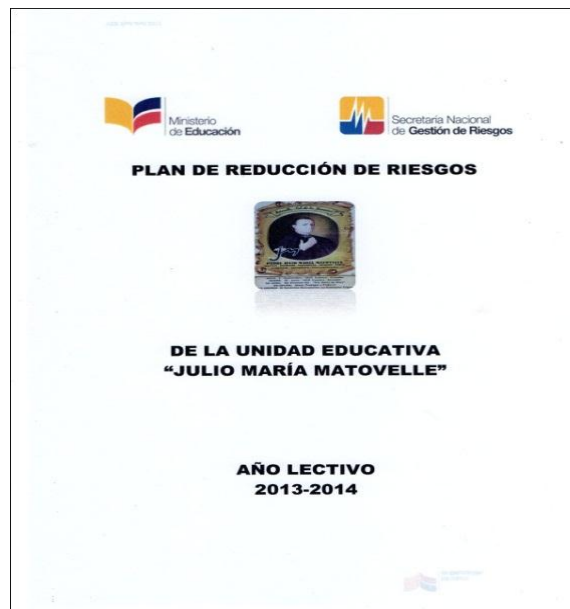 Ministerio
de Educación
Secretaría Nacional
de Gestión de Riesgos
PLAN DE REDUCCIÓN DE RIESGOS
DE LA UNIDAD EDUCATIVA
“JULIO MARÍA MATOVELLE”
AÑO LECTIVO
2013-2014